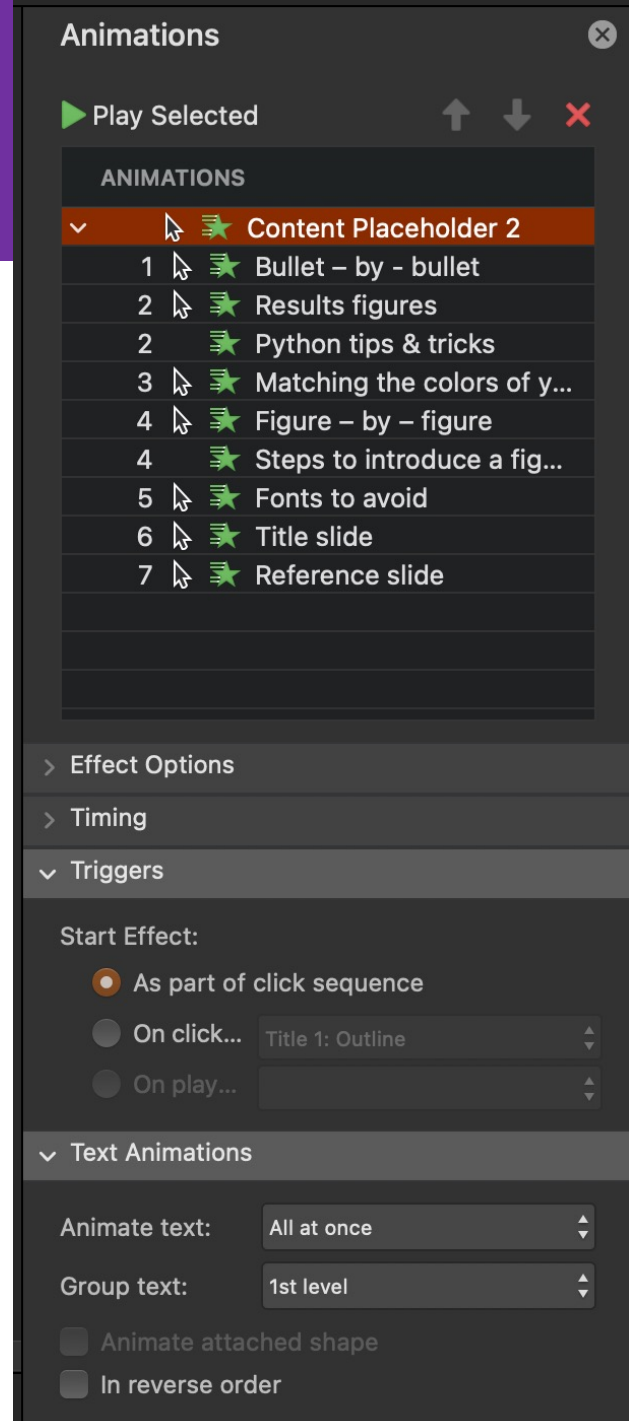 Animations
Play Selected
ANIMATIONS
Content Placeholder 2
1 Bullet – by - bullet
2 Results figures
2 Python tips & tricks
3 Matching the colors of y...
4 Figure – by – figure
4 Steps to introduce a fig...
5 Fonts to avoid
6 Title slide
7 Reference slide
Effect Options
Timing
Triggers
Start Effect:
As part of click sequence
On click... Title 1: Outline
On play...
Text Animations
Animate text: All at once
Group text: 1st level
Animate attached shape
In reverse order